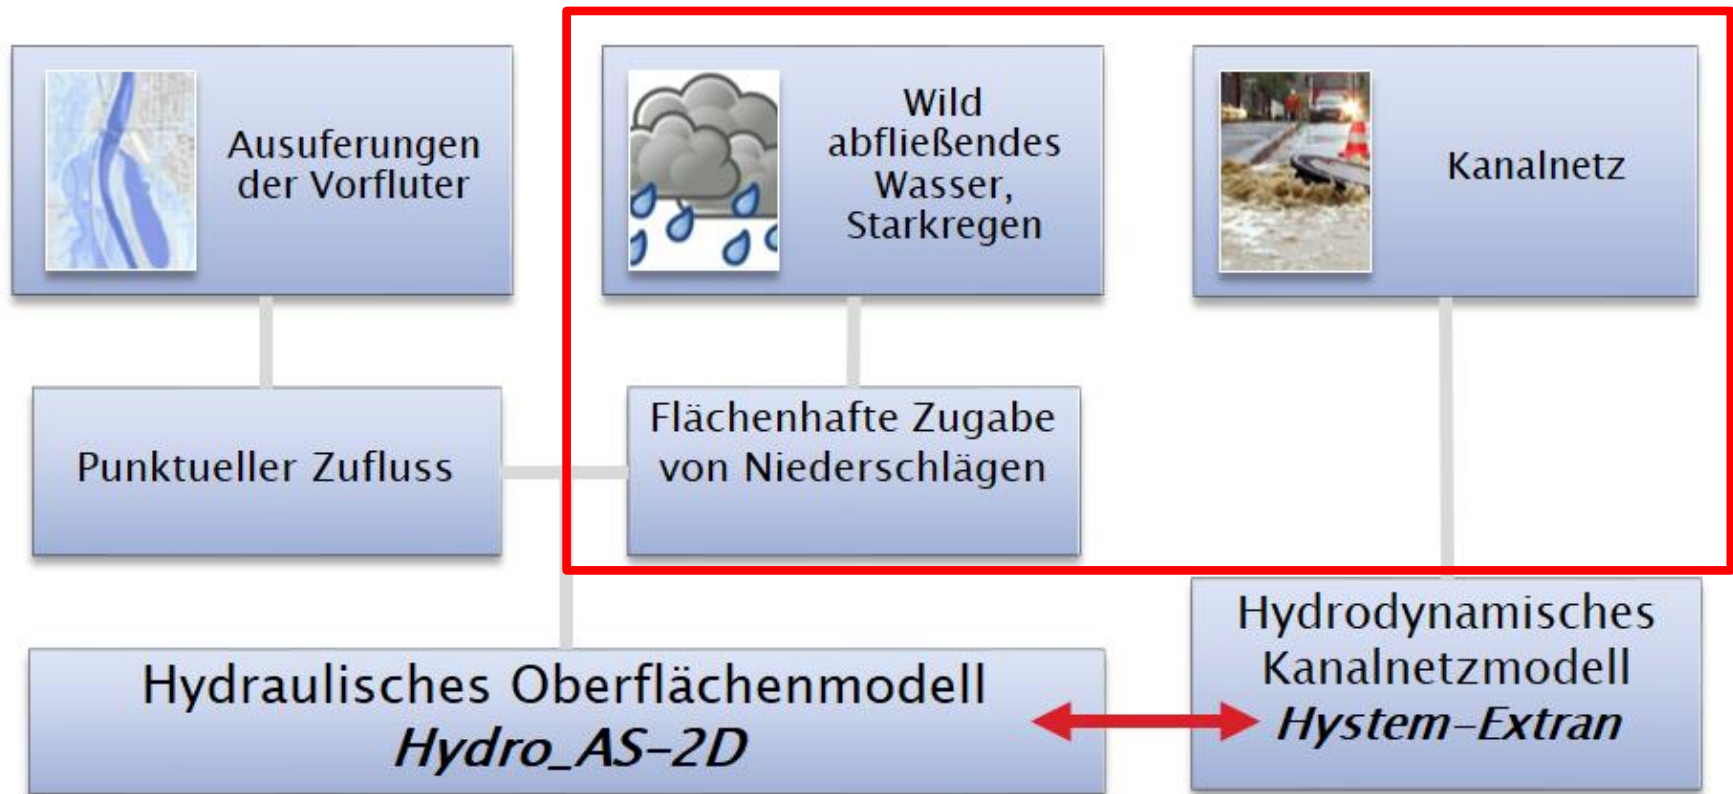 Ausuferungen
der Vorfluter
Wild
abfließendes
Wasser,
Starkregen
Kanalnetz
Punktueller Zufluss
Flächenhafte Zugabe
von Niederschlägen
Hydraulisches Oberflächenmodell
Hydro_AS-2D
Hydrodynamisches
Kanalnetzmodell
Hystem-Extran